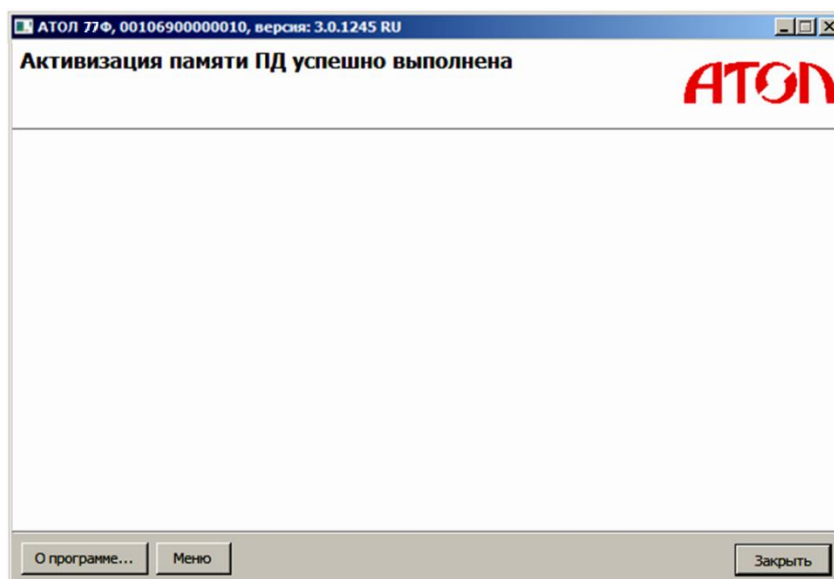 АТОЛ 77Ф, 00106900000010, версия: 3.0.1245 RU
Активизация памяти ПД успешно выполнена
АТОЛ
О программе... Меню Закрыть